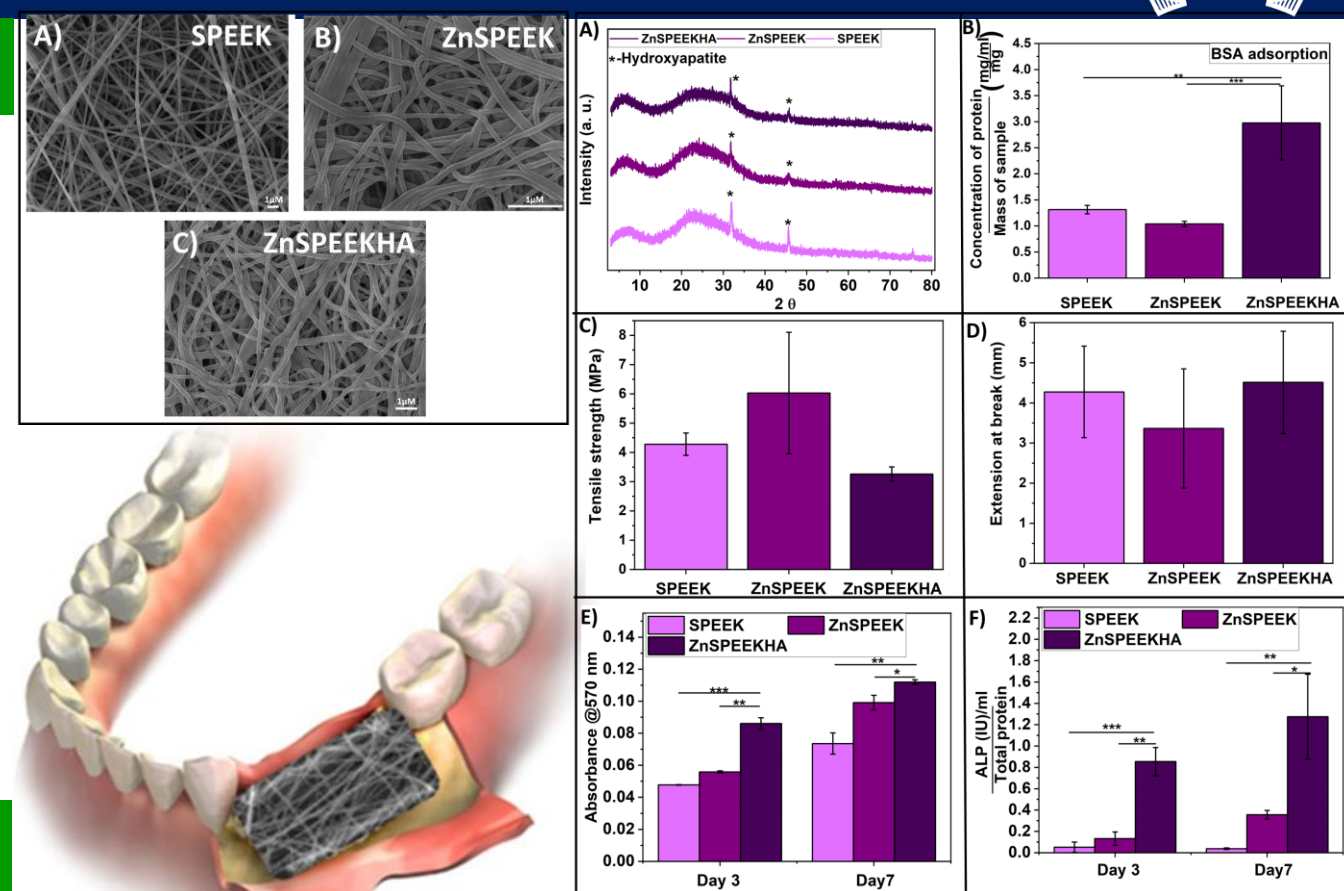 A) SPEEK
1μM
B) ZnSPEEK
1μM
C) ZnSPEEKHA
1μM
A)
ZnSPEEKHA ZnSPEEK SPEEK
*-Hydroxyapatite
*
*
*
*
*
*
Intensity (a. u.)
10 20 30 40 50 60 70 80
2 θ
B)
BSA adsorption
**
***
Concentration of protein (mg/ml)
Mass of sample mg
4.5
4.0
3.5
3.0
2.5
2.0
1.5
1.0
0.5
0.0
SPEEK ZnSPEEK ZnSPEEKHA
C)
Tensile strength (MPa)
8
7
6
5
4
3
2
1
0
SPEEK ZnSPEEK ZnSPEEKHA
D)
Extension at break (mm)
6
5
4
3
2
1
0
SPEEK ZnSPEEK ZnSPEEKHA
E)
SPEEK ZnSPEEK
ZnSPEEKHA
Absorbance @570 nm
0.14
0.12
0.10
0.08
0.06
0.04
0.02
0.00
***
**
**
*
Day 3 Day7
F)
SPEEK ZnSPEEK
ZnSPEEKHA
ALP (IU)/ml
Total protein
2.2
2.0
1.8
1.6
1.4
1.2
1.0
0.8
0.6
0.4
0.2
0.0
***
**
**
*
Day 3 Day7